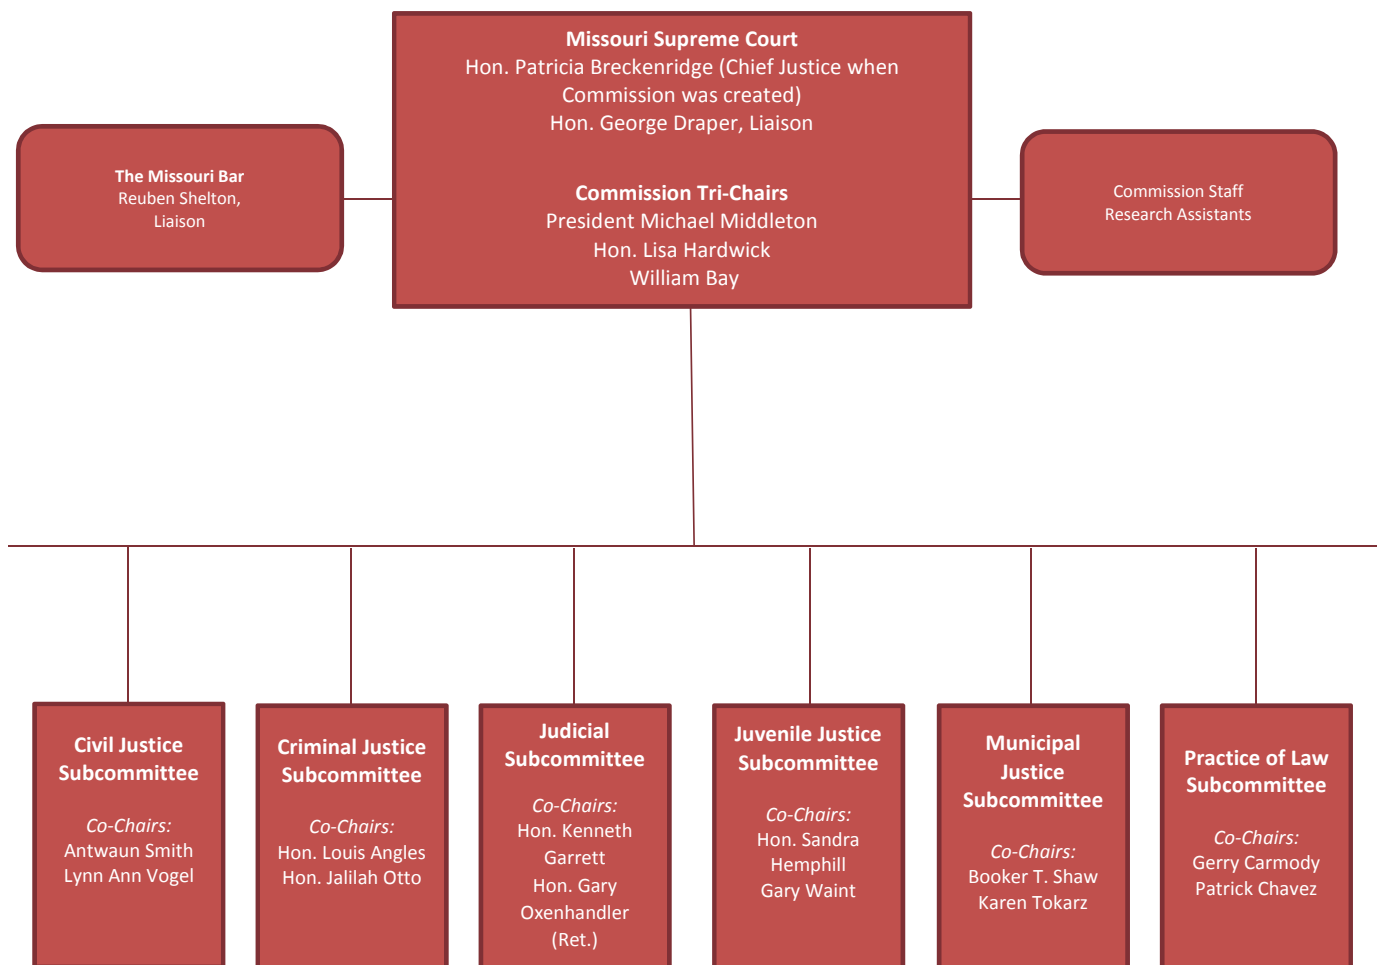 Missouri Supreme Court
Hon. Patricia Breckenridge (Chief Justice when
Commission was created)
Hon. George Draper, Liaison
Commission Tri-Chairs
President Michael Middleton
Hon. Lisa Hardwick
William Bay
The Missouri Bar
Reuben Shelton,
Liaison
Commission Staff
Research Assistants
Civil Justice
Subcommittee
Co-Chairs:
Antwaun Smith
Lynn Ann Vogel
Criminal Justice
Subcommittee
Co-Chairs:
Hon. Louis Angles
Hon. Jalilah Otto
Judicial
Subcommittee
Co-Chairs:
Hon. Kenneth
Garrett
Hon. Gary
Oxenhandler
(Ret.)
Juvenile Justice
Subcommittee
Co-Chairs:
Hon. Sandra
Hemphill
Gary Waint
Municipal
Justice
Subcommittee
Co-Chairs:
Booker T. Shaw
Karen Tokarz
Practice of Law
Subcommittee
Co-Chairs:
Gerry Carmody
Patrick Chavez